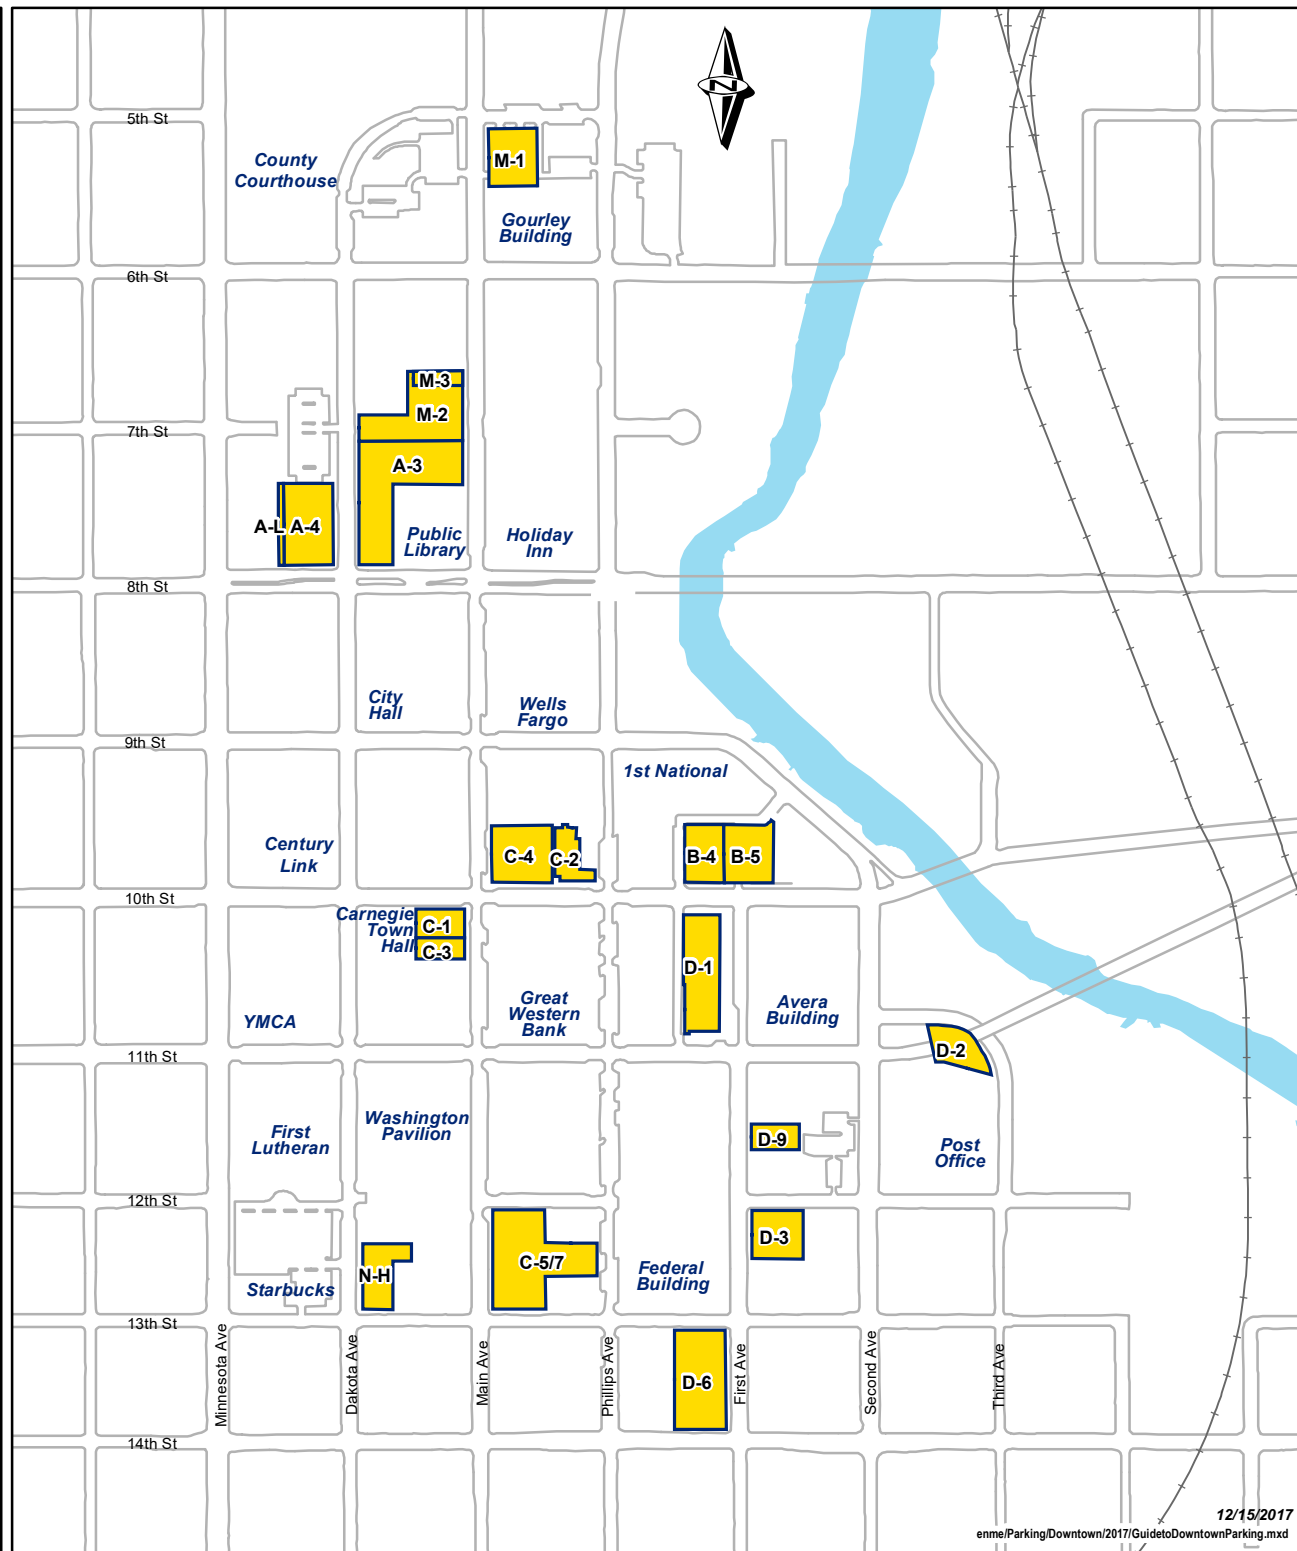 N
5th St
M-1
County
Courthouse
Gourley
Building
6th St
M-3
M-2
7th St
A-3
A-L
A-4
Public
Library
Holiday
Inn
8th St
City
Hall
Wells
Fargo
9th St
1st National
Century
Link
C-4
C-2
B-4
B-5
10th St
Carnegie
Town
Hall
C-1
C-3
D-1
Great
Western
Bank
Avera
Building
YMCA
11th St
D-2
First
Lutheran
Washington
Pavilion
D-9
Post
Office
12th St
D-3
C-5/7
N-H
Federal
Building
Starbucks
13th St
Minnesota Ave
Dakota Ave
Main Ave
Phillips Ave
First Ave
Second Ave
Third Ave
D-6
14th St
12/15/2017
enme/Parking/Downtown/2017/GuidetoDowntownParking.mxd